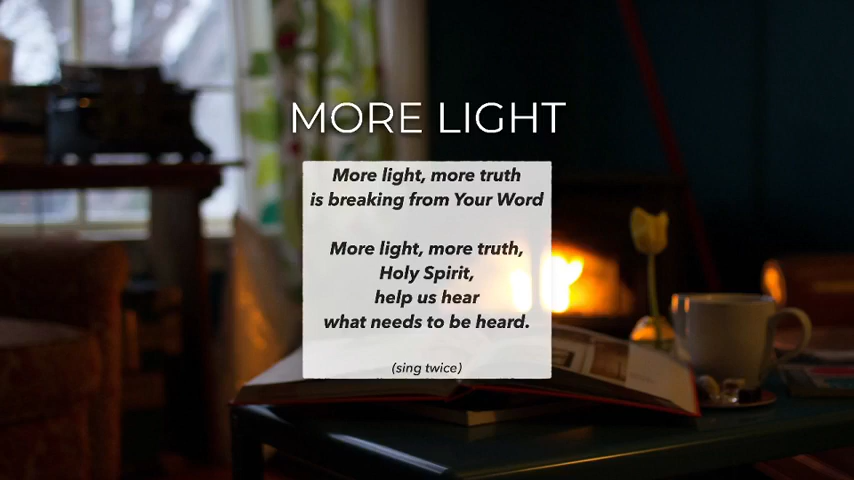 MORE LIGHT
More light, more truth
is breaking from Your Word
More light, more truth,
Holy Spirit,
help us hear
what needs to be heard.
(sing twice)